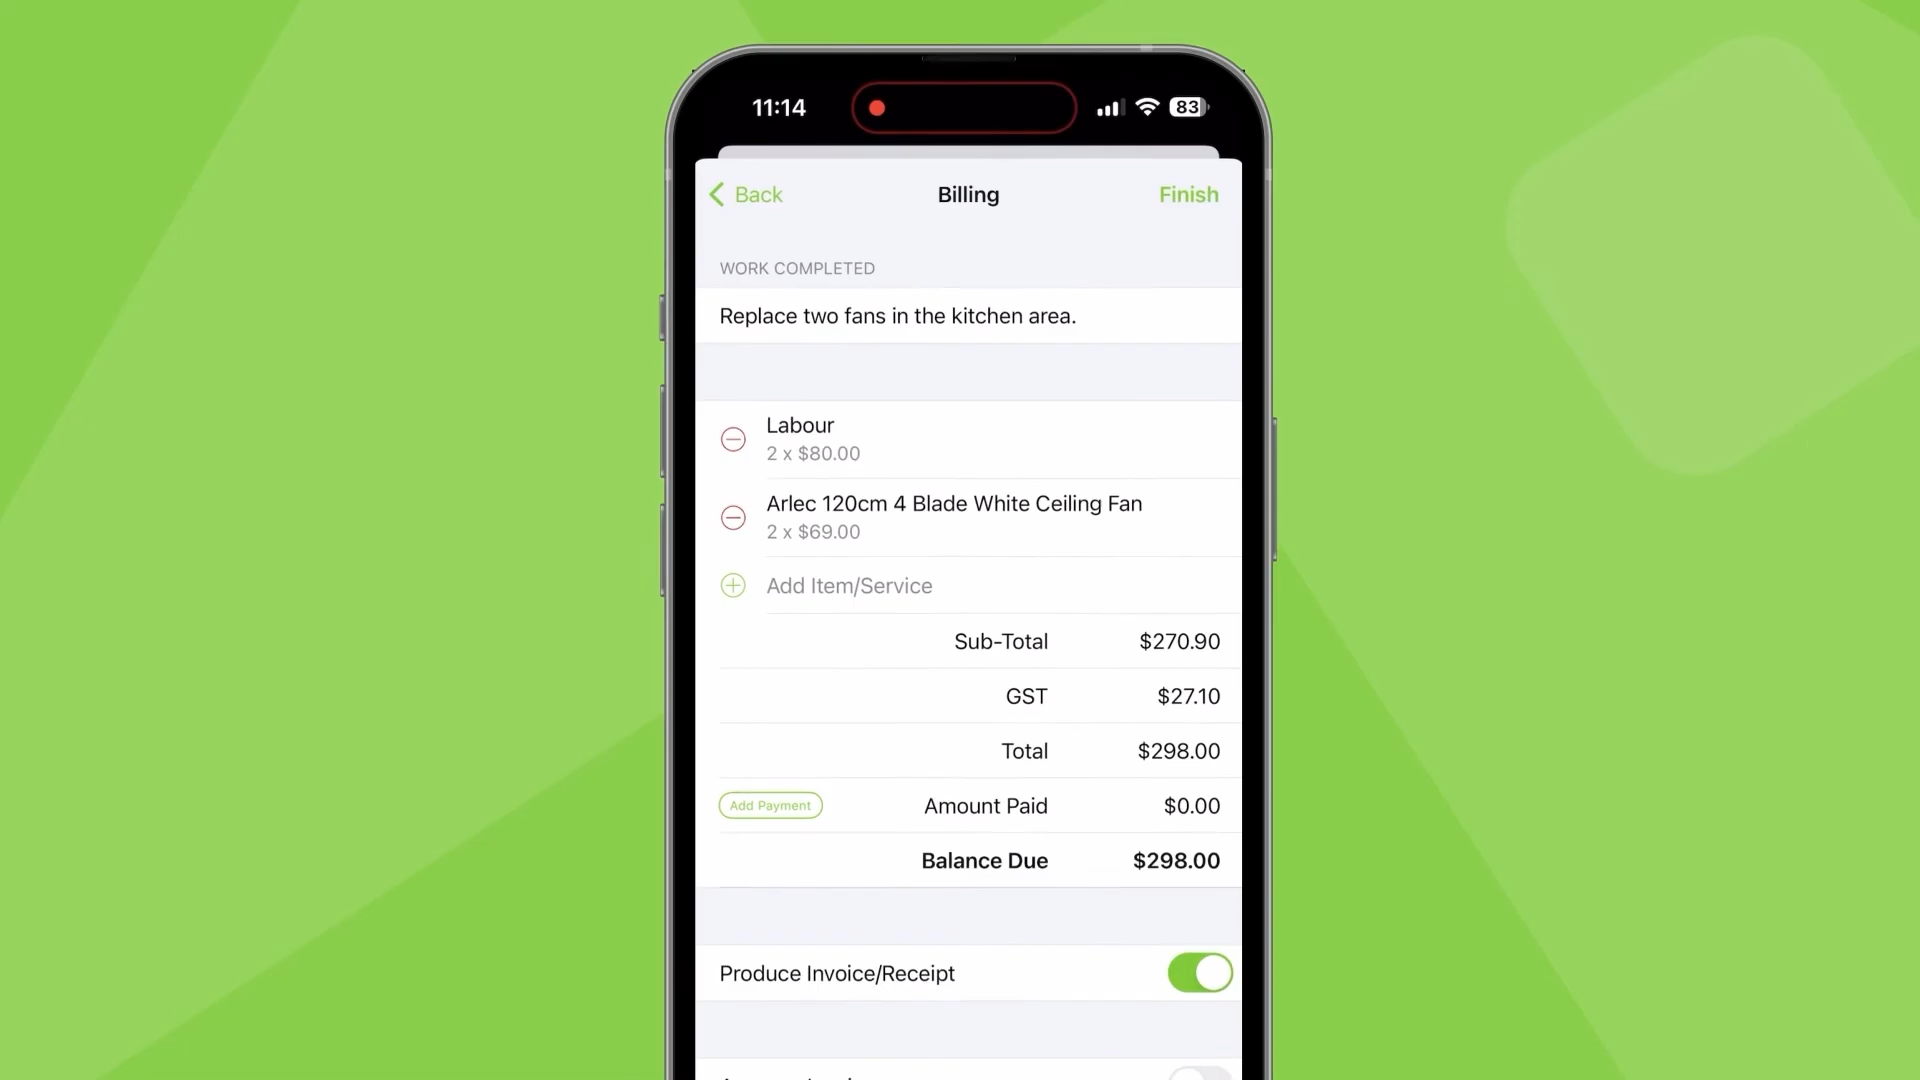 11:14
83
Back
Billing
Finish
WORK COMPLETED
Replace two fans in the kitchen area.
Labour
2 x $80.00
Arlec 120cm 4 Blade White Ceiling Fan
2 x $69.00
Add Item/Service
Sub-Total $270.90
GST $27.10
Total $298.00
Add Payment Amount Paid $0.00
Balance Due $298.00
Produce Invoice/Receipt